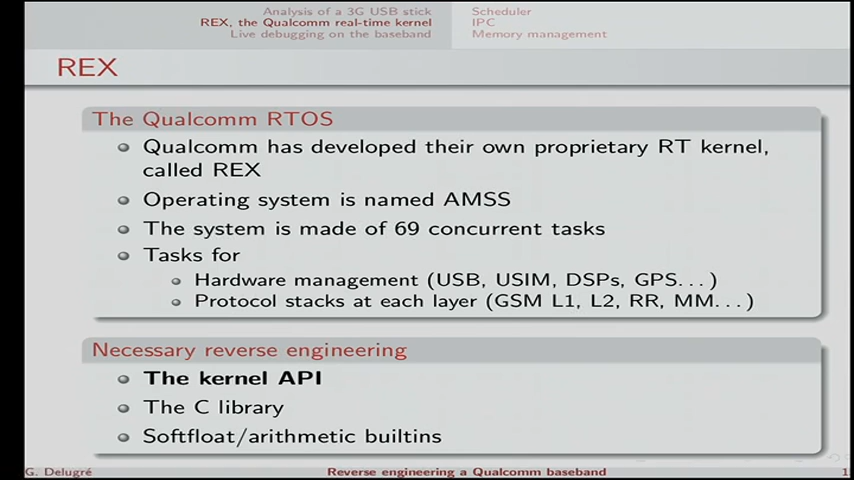 Analysis of a 3G USB stick
REX, the Qualcomm real-time kernel
Live debugging on the baseband
Scheduler
IPC
Memory management
REX
The Qualcomm RTOS
Qualcomm has developed their own proprietary RT kernel,
called REX
Operating system is named AMSS
The system is made of 69 concurrent tasks
Tasks for
Hardware management (USB, USIM, DSPs, GPS...)
Protocol stacks at each layer (GSM L1, L2, RR, MM...)
Necessary reverse engineering
The kernel API
The C library
Softfloat/arithmetic builtins
G. Delugré
Reverse engineering a Qualcomm baseband
1